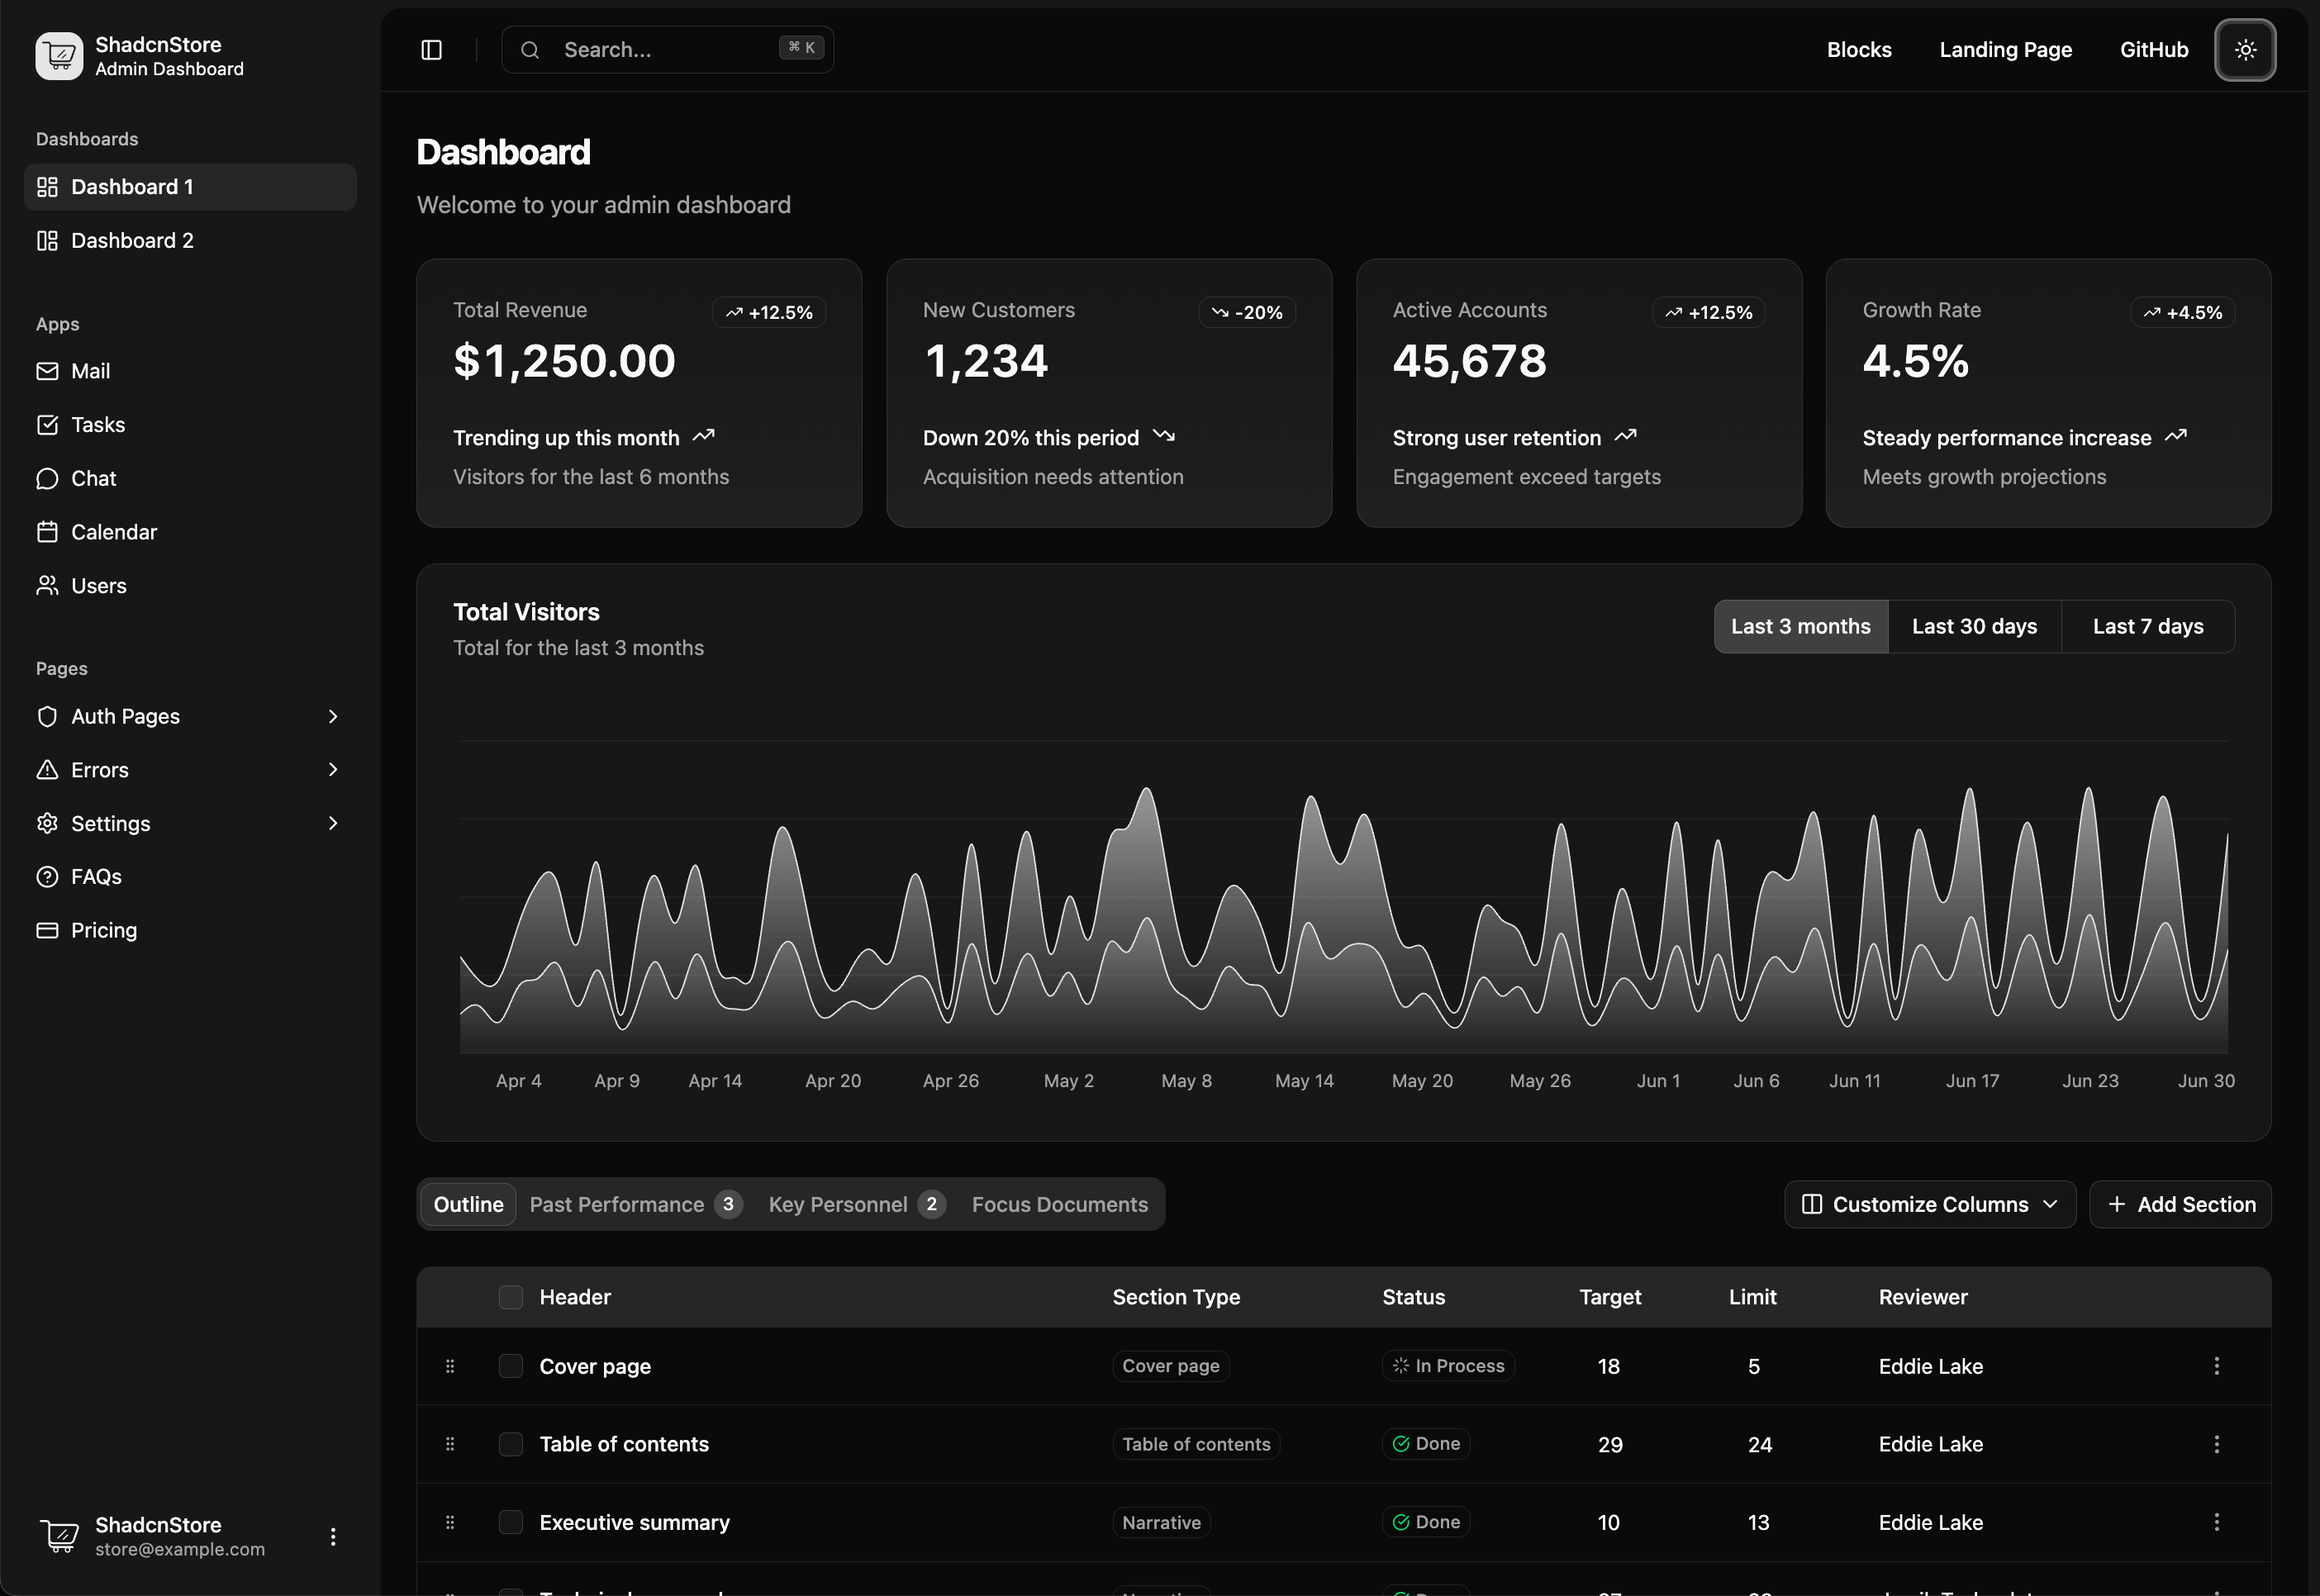 ShadcnStore
Admin Dashboard
Dashboards
Dashboard 1
Dashboard 2
Apps
Mail
Tasks
Chat
Calendar
Users
Pages
Auth Pages
Errors
Settings
FAQs
Pricing
ShadcnStore
store@example.com
Search... ⌘ K
Blocks Landing Page GitHub
Dashboard
Welcome to your admin dashboard
Total Revenue +12.5%
$1,250.00
Trending up this month
Visitors for the last 6 months
New Customers -20%
1,234
Down 20% this period
Acquisition needs attention
Active Accounts +12.5%
45,678
Strong user retention
Engagement exceed targets
Growth Rate +4.5%
4.5%
Steady performance increase
Meets growth projections
Total Visitors
Total for the last 3 months
Last 3 months Last 30 days Last 7 days
Apr 4 Apr 9 Apr 14 Apr 20 Apr 26 May 2 May 8 May 14 May 20 May 26 Jun 1 Jun 6 Jun 11 Jun 17 Jun 23 Jun 30
Outline Past Performance 3 Key Personnel 2 Focus Documents
Customize Columns + Add Section
Header Section Type Status Target Limit Reviewer
Cover page Cover page In Process 18 5 Eddie Lake
Table of contents Table of contents Done 29 24 Eddie Lake
Executive summary Narrative Done 10 13 Eddie Lake